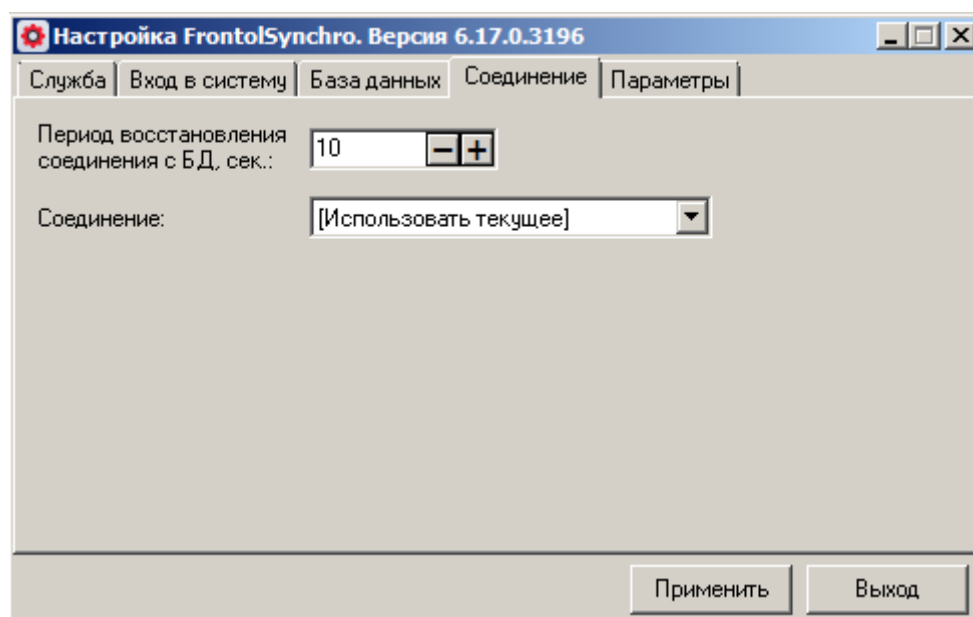 Настройка FrontolSynchro. Версия 6.17.0.3196
Служба Вход в систему База данных Соединение Параметры
Период восстановления
соединения с БД, сек.:
10
Соединение:
[Использовать текущее]
Применить Выход